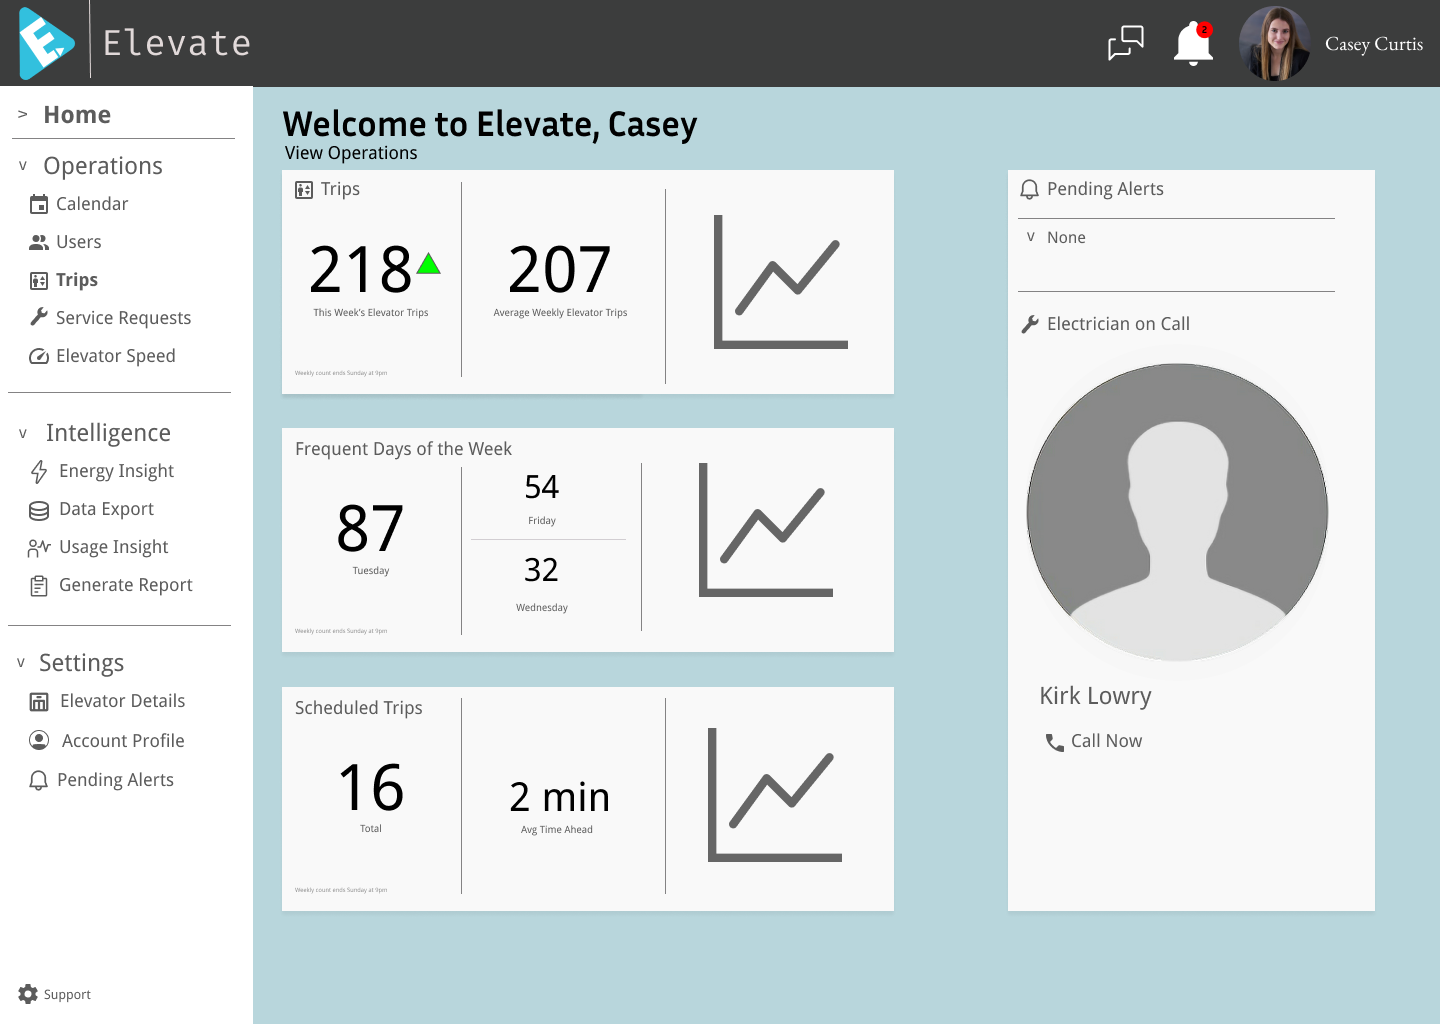 Elevate
2
Casey Curtis
> Home
v Operations
Calendar
Users
Trips
Service Requests
Elevator Speed
v Intelligence
Energy Insight
Data Export
Usage Insight
Generate Report
v Settings
Elevator Details
Account Profile
Pending Alerts
Support
Welcome to Elevate, Casey
View Operations
Trips
218
This Week's Elevator Trips
207
Average Weekly Elevator Trips
Weekly count ends Sunday at 9pm
Frequent Days of the Week
87
Tuesday
54
Friday
32
Wednesday
Weekly count ends Sunday at 9pm
Scheduled Trips
16
Total
2 min
Avg Time Ahead
Weekly count ends Sunday at 9pm
Pending Alerts
v None
Electrician on Call
Kirk Lowry
Call Now